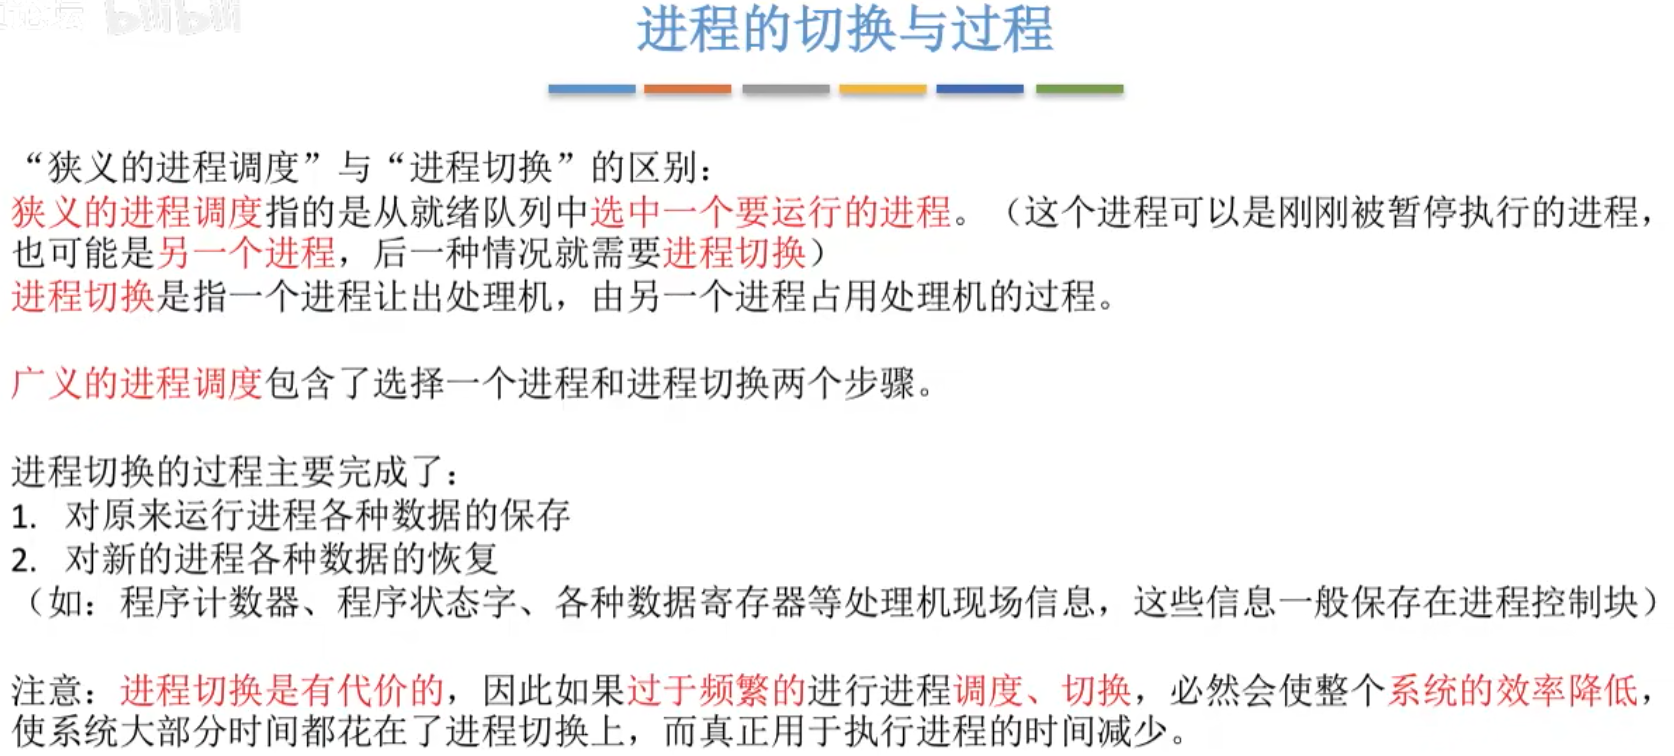 bilibili
进程的切换与过程
“狭义的进程调度”与“进程切换”的区别：
狭义的进程调度指的是从就绪队列中选中一个要运行的进程。（这个进程可以是刚刚被暂停执行的进程，
也可能是另一个进程，后一种情况就需要进程切换）
进程切换是指一个进程让出处理机，由另一个进程占用处理机的过程。
广义的进程调度包含了选择一个进程和进程切换两个步骤。
进程切换的过程主要完成了：
1. 对原来运行进程各种数据的保存
2. 对新的进程各种数据的恢复
（如：程序计数器、程序状态字、各种数据寄存器等处理机现场信息，这些信息一般保存在进程控制块）
注意：进程切换是有代价的，因此如果过于频繁的进行进程调度、切换，必然会使整个系统的效率降低，
使系统大部分时间都花在了进程切换上，而真正用于执行进程的时间减少。